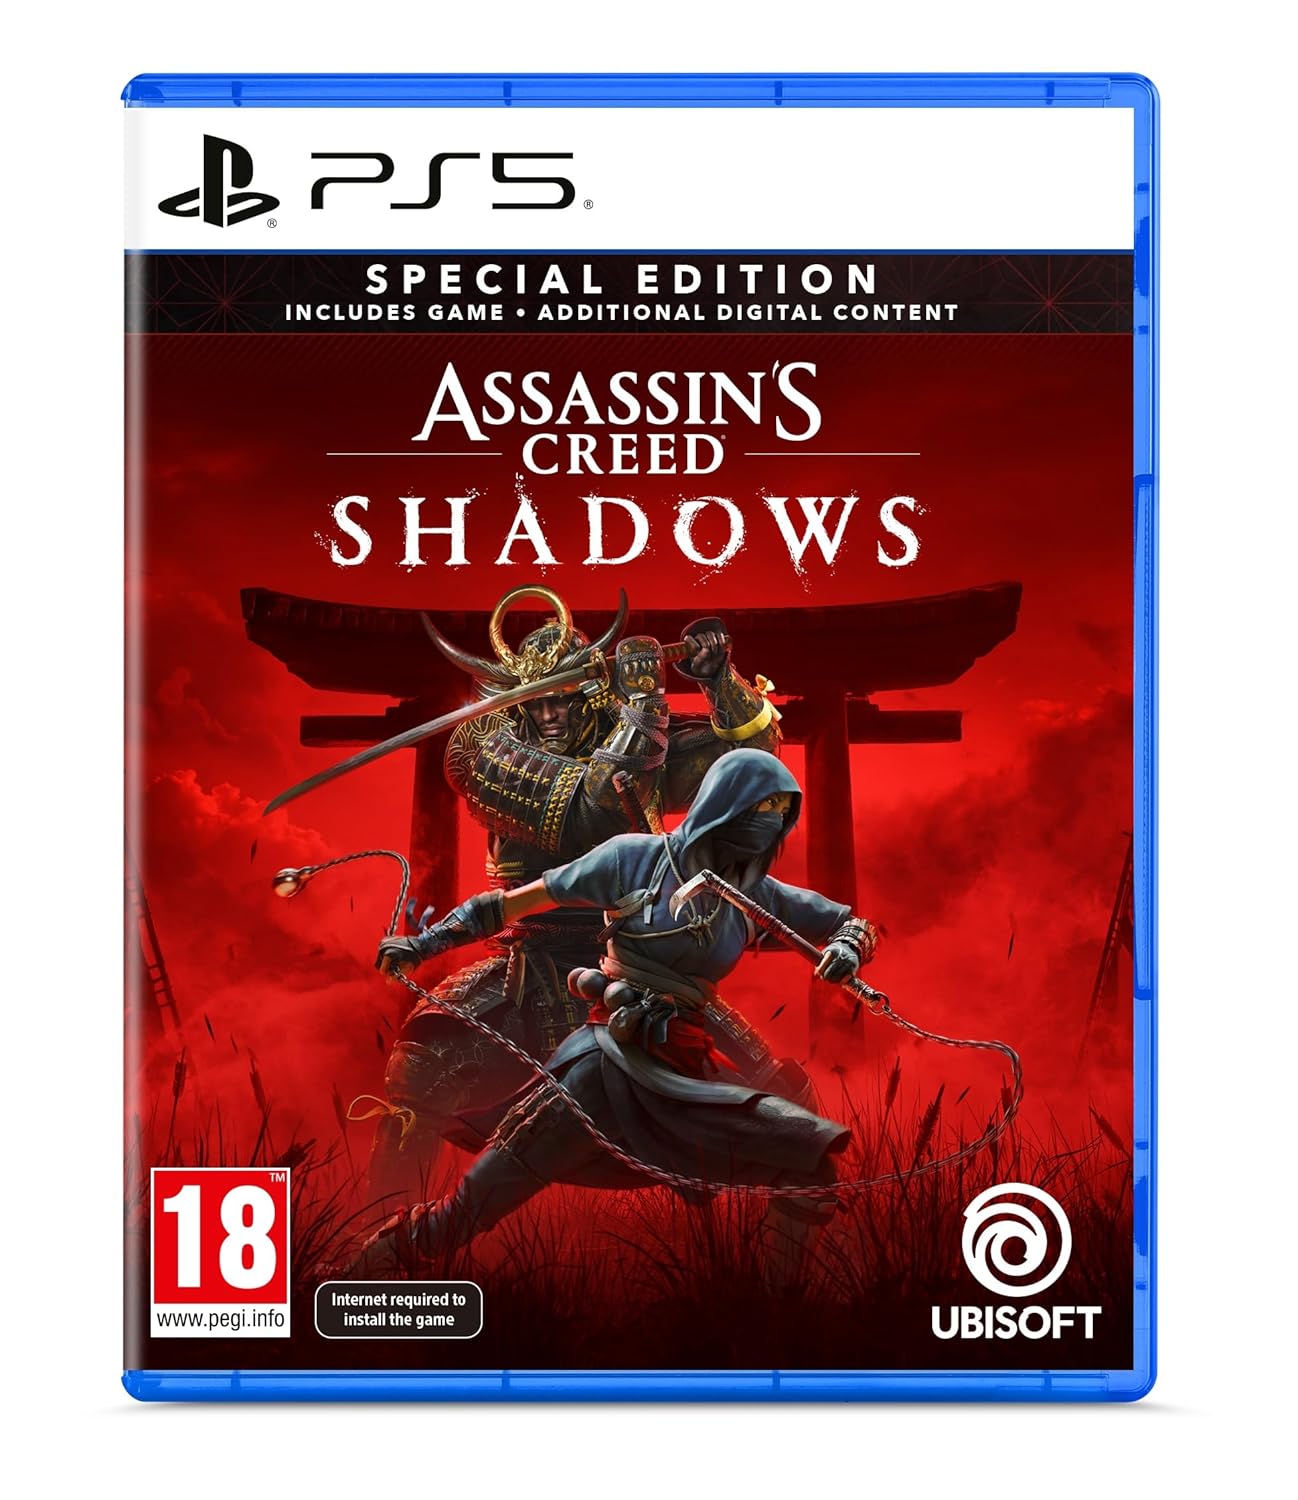 PS5®
SPECIAL EDITION
INCLUDES GAME • ADDITIONAL DIGITAL CONTENT
ASSASSIN'S
CREED®
SHADOWS
18™
www.pegi.info
Internet required to
install the game
UBISOFT